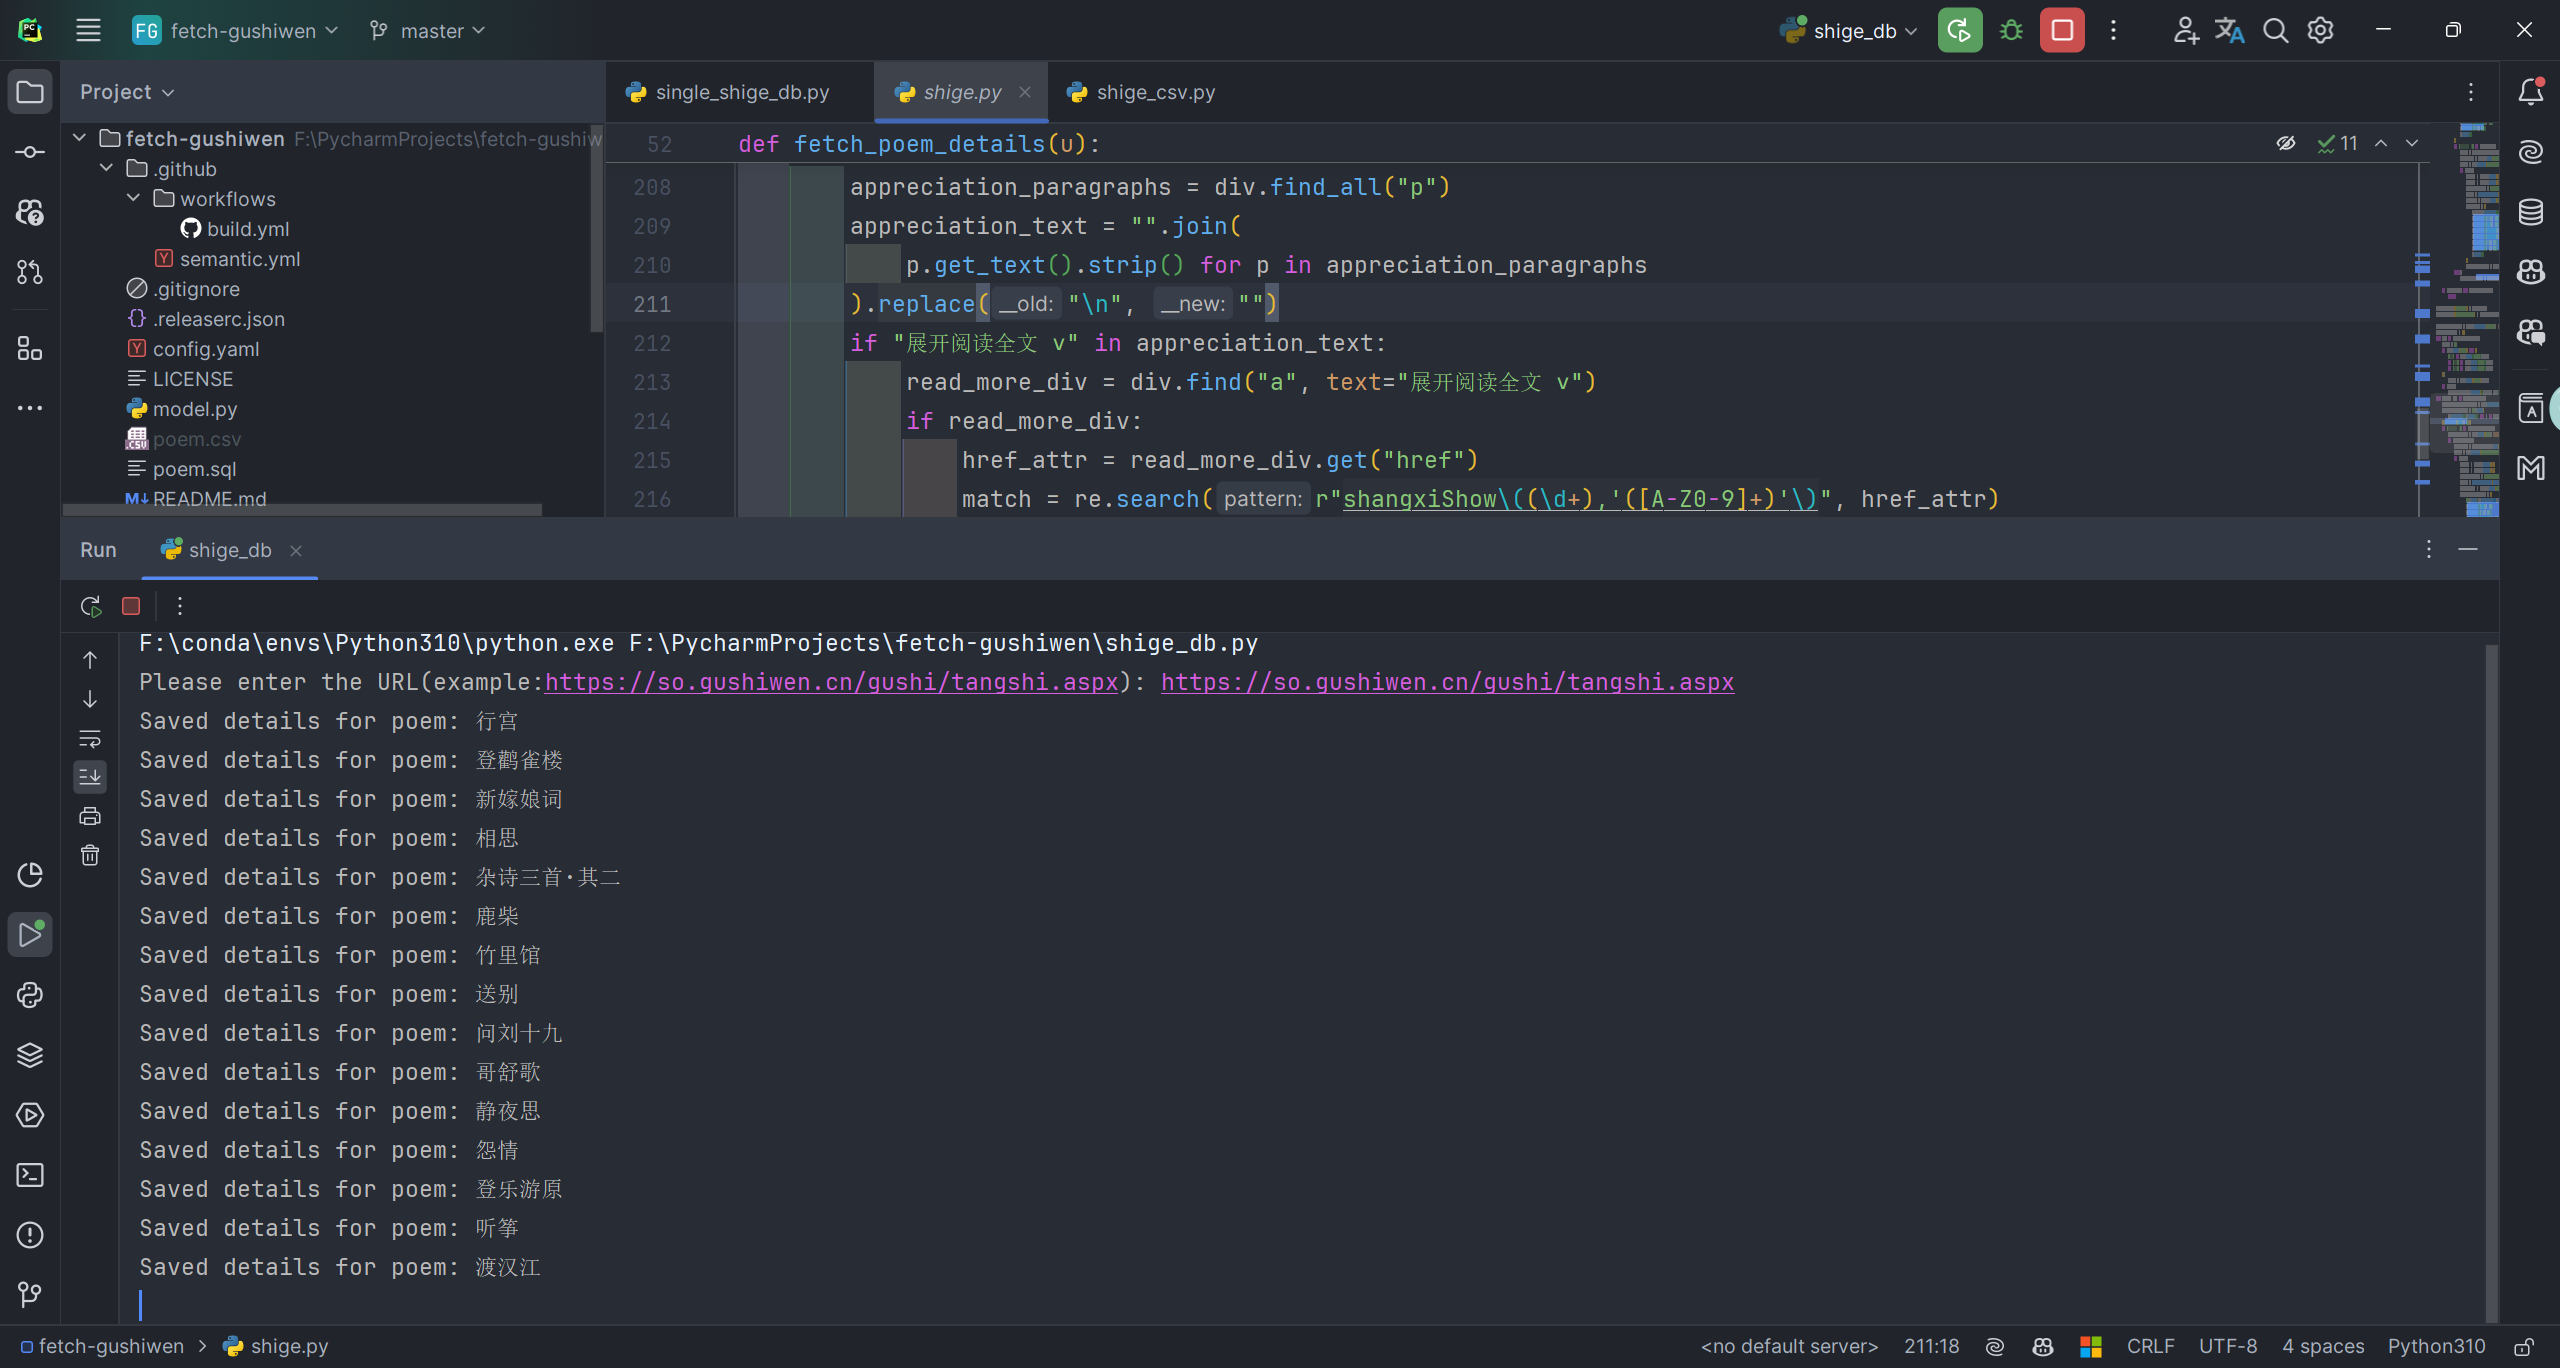 FG fetch-gushiwen master shige_db
Project
single_shige_db.py shige.py shige_csv.py
fetch-gushiwen F:\PycharmProjects\fetch-gushiw
.github
workflows
build.yml
semantic.yml
.gitignore
.releaserc.json
config.yaml
LICENSE
model.py
poem.csv
poem.sql
README.md
52 def fetch_poem_details(u): 11
208 appreciation_paragraphs = div.find_all("p")
209 appreciation_text = "".join(
210 p.get_text().strip() for p in appreciation_paragraphs
211 ).replace( __old: "\n", __new: "")
212 if "展开阅读全文 ∨" in appreciation_text:
213 read_more_div = div.find("a", text="展开阅读全文 ∨")
214 if read_more_div:
215 href_attr = read_more_div.get("href")
216 match = re.search( pattern: r"shangxiShow\((\d+),'([A-Z0-9]+)'\)", href_attr)
Run shige_db
F:\conda\envs\Python310\python.exe F:\PycharmProjects\fetch-gushiwen\shige_db.py
Please enter the URL(example:https://so.gushiwen.cn/gushi/tangshi.aspx): https://so.gushiwen.cn/gushi/tangshi.aspx
Saved details for poem: 行宫
Saved details for poem: 登鹳雀楼
Saved details for poem: 新嫁娘词
Saved details for poem: 相思
Saved details for poem: 杂诗三首·其二
Saved details for poem: 鹿柴
Saved details for poem: 竹里馆
Saved details for poem: 送别
Saved details for poem: 问刘十九
Saved details for poem: 哥舒歌
Saved details for poem: 静夜思
Saved details for poem: 怨情
Saved details for poem: 登乐游原
Saved details for poem: 听筝
Saved details for poem: 渡汉江
fetch-gushiwen > shige.py <no default server> 211:18 CRLF UTF-8 4 spaces Python310